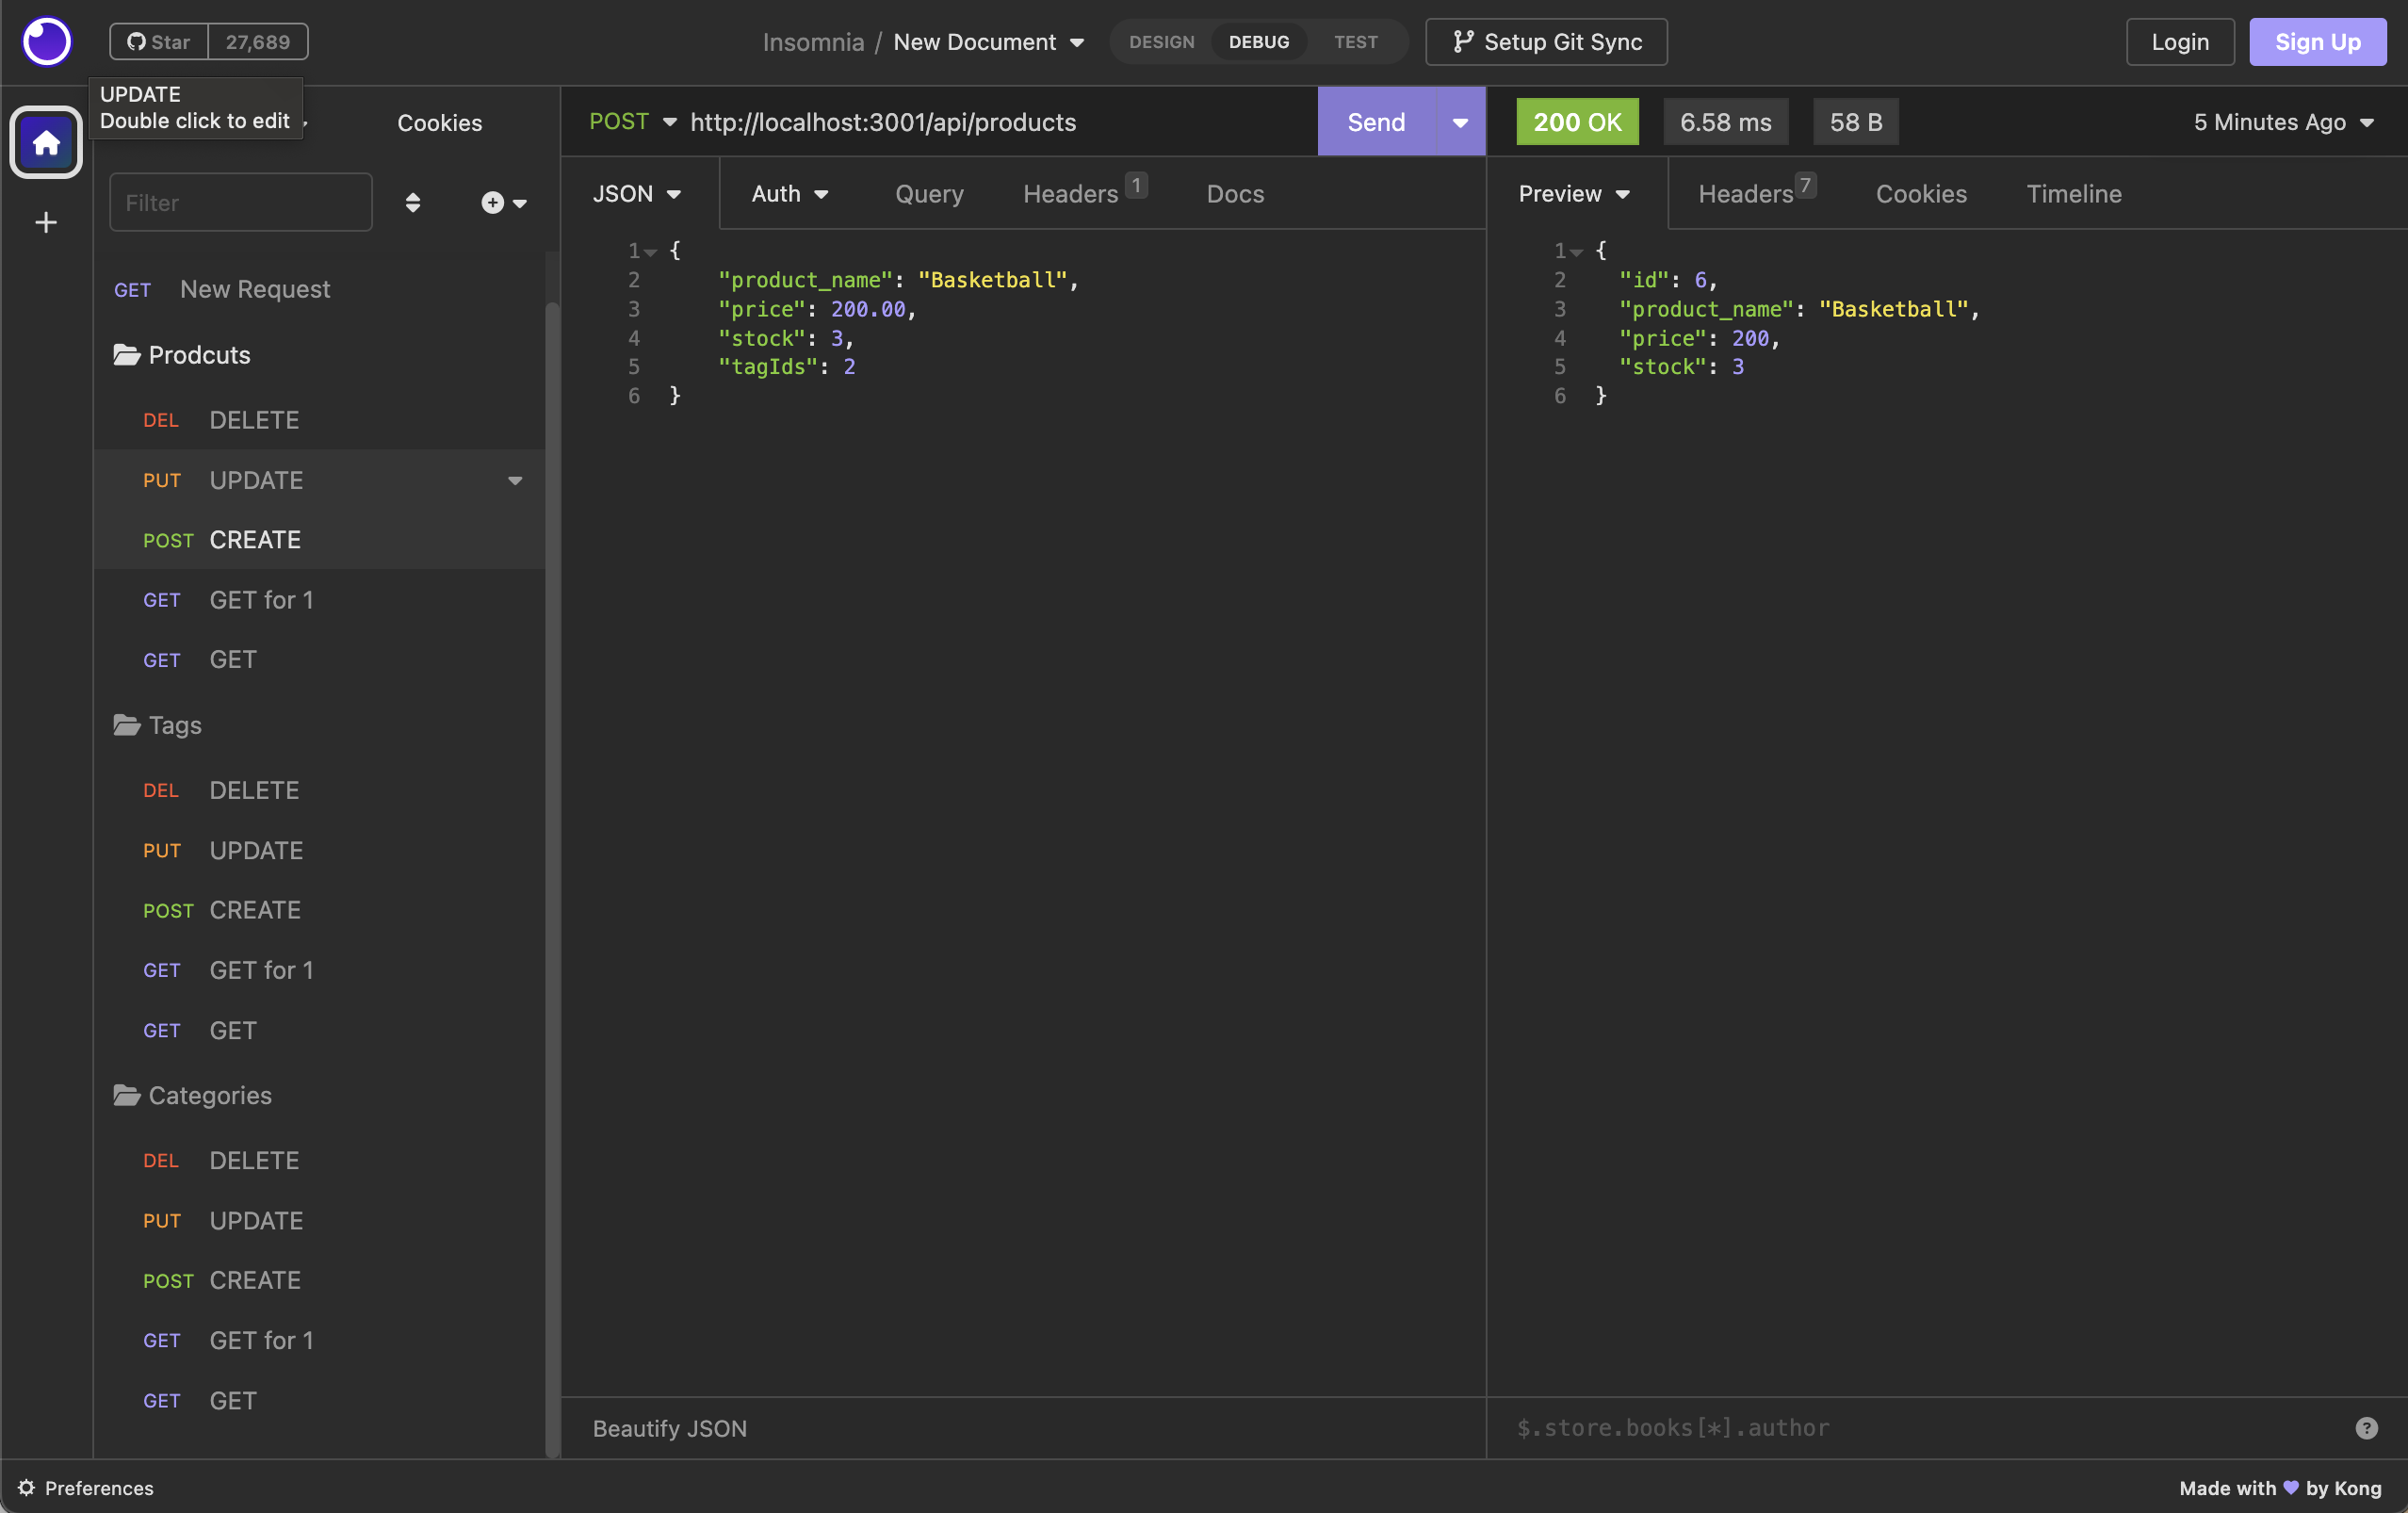 Star 27,689
Insomnia / New Document
DESIGN DEBUG TEST
Setup Git Sync
Login
Sign Up
UPDATE
Double click to edit
Cookies
Filter
GET New Request
Prodcuts
DEL DELETE
PUT UPDATE
POST CREATE
GET GET for 1
GET GET
Tags
DEL DELETE
PUT UPDATE
POST CREATE
GET GET for 1
GET GET
Categories
DEL DELETE
PUT UPDATE
POST CREATE
GET GET for 1
GET GET
POST http://localhost:3001/api/products
Send
JSON Auth Query Headers 1 Docs
1 {
2 "product_name": "Basketball",
3 "price": 200.00,
4 "stock": 3,
5 "tagIds": 2
6 }
Beautify JSON
200 OK 6.58 ms 58 B 5 Minutes Ago
Preview Headers 7 Cookies Timeline
1 {
2 "id": 6,
3 "product_name": "Basketball",
4 "price": 200,
5 "stock": 3
6 }
$.store.books[*].author
?
Preferences
Made with 💜 by Kong